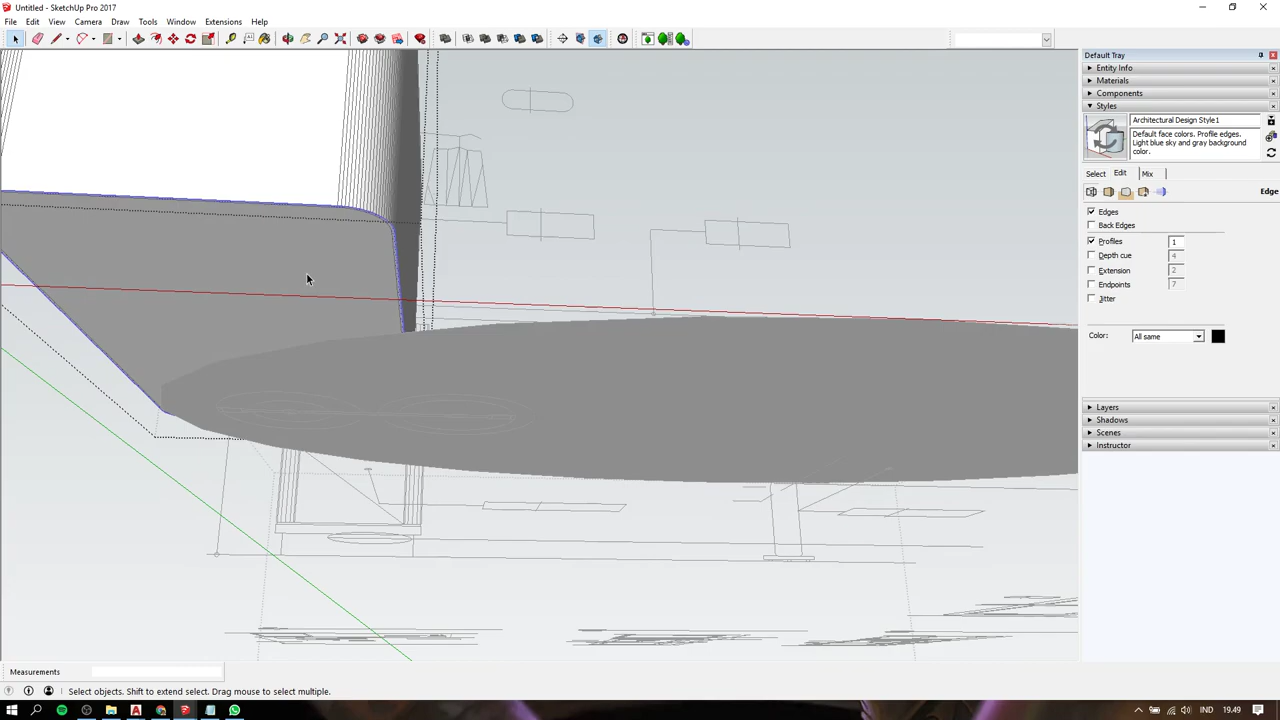 Untitled - SketchUp Pro 2017
File Edit View Camera Draw Tools Window Extensions Help
Default Tray
Entity Info
Materials
Components
Styles
Architectural Design Style1
Default face colors. Profile edges.
Light blue sky and gray background
color.
Select Edit Mix
Edge
Edges
Back Edges
Profiles 1
Depth cue 4
Extension 2
Endpoints 7
Jitter
Color: All same
Layers
Shadows
Scenes
Instructor
Measurements
Select objects. Shift to extend select. Drag mouse to select multiple.
IND 19.49